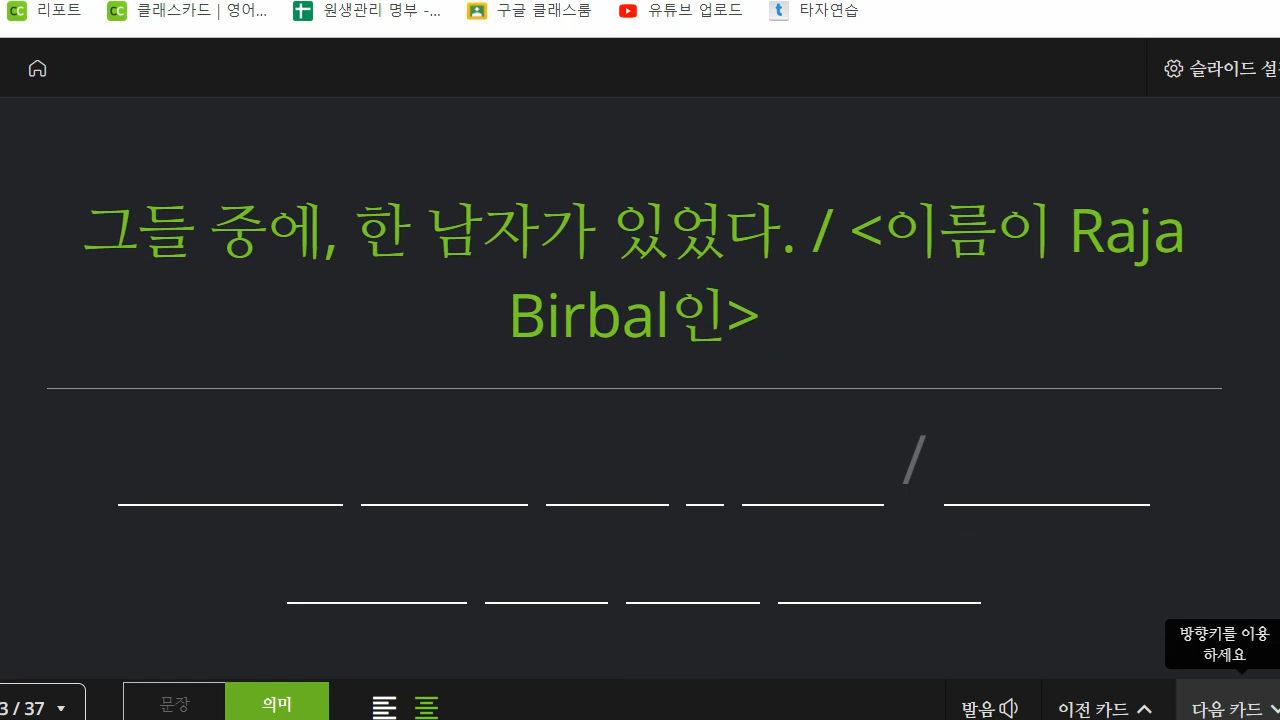 리포트
클래스카드 | 영어...
원생관리 명부 -...
구글 클래스룸
유튜브 업로드
타자연습
슬라이드 설
그들 중에, 한 남자가 있었다. / <이름이 Raja
Birbal인>
/
방향키를 이용
하세요
3 / 37
문장
의미
발음
이전 카드
다음 카드